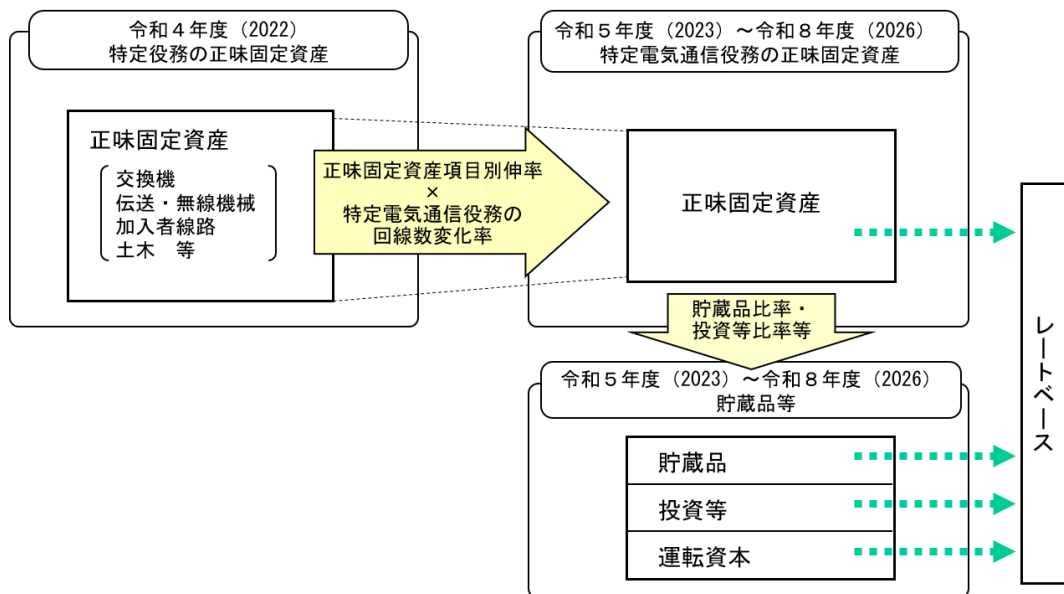 令和４年度（2022）
特定役務の正味固定資産
正味固定資産
交換機
伝送・無線機械
加入者線路
土木　等
正味固定資産項目別伸率
×
特定電気通信役務の
回線数変化率
令和５年度（2023）～令和８年度（2026）
特定電気通信役務の正味固定資産
正味固定資産
貯蔵品比率・
投資等比率等
令和５年度（2023）～令和８年度（2026）
貯蔵品等
貯蔵品
投資等
運転資本
レートベース